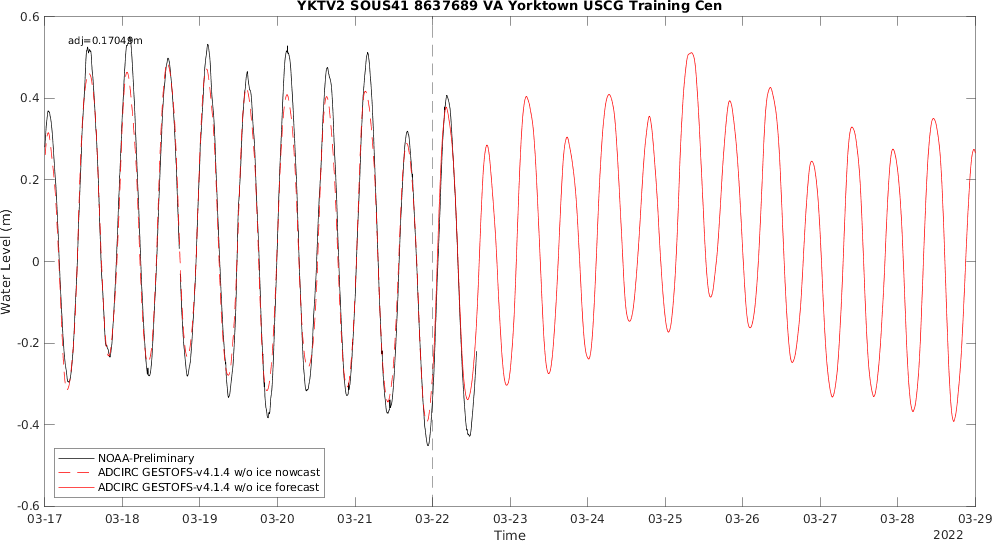 YKTV2 SOUS41 8637689 VA Yorktown USCG Training Cen
adj=0.17049m
0.6
0.4
0.2
0
-0.2
-0.4
-0.6
Water Level (m)
NOAA-Preliminary
ADCIRC GESTOFS-v4.1.4 w/o ice nowcast
ADCIRC GESTOFS-v4.1.4 w/o ice forecast
03-17 03-18 03-19 03-20 03-21 03-22 03-23 03-24 03-25 03-26 03-27 03-28 03-29
Time
2022